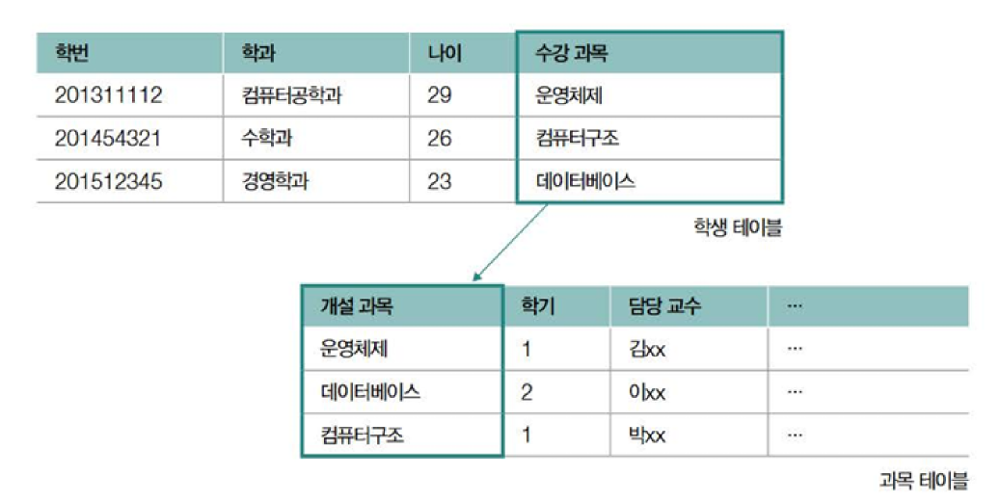 학번 학과 나이 수강 과목
201311112 컴퓨터공학과 29 운영체제
201454321 수학과 26 컴퓨터구조
201512345 경영학과 23 데이터베이스
학생 테이블
개설 과목 학기 담당 교수 ···
운영체제 1 김xx ···
데이터베이스 2 이xx ···
컴퓨터구조 1 박xx ···
과목 테이블